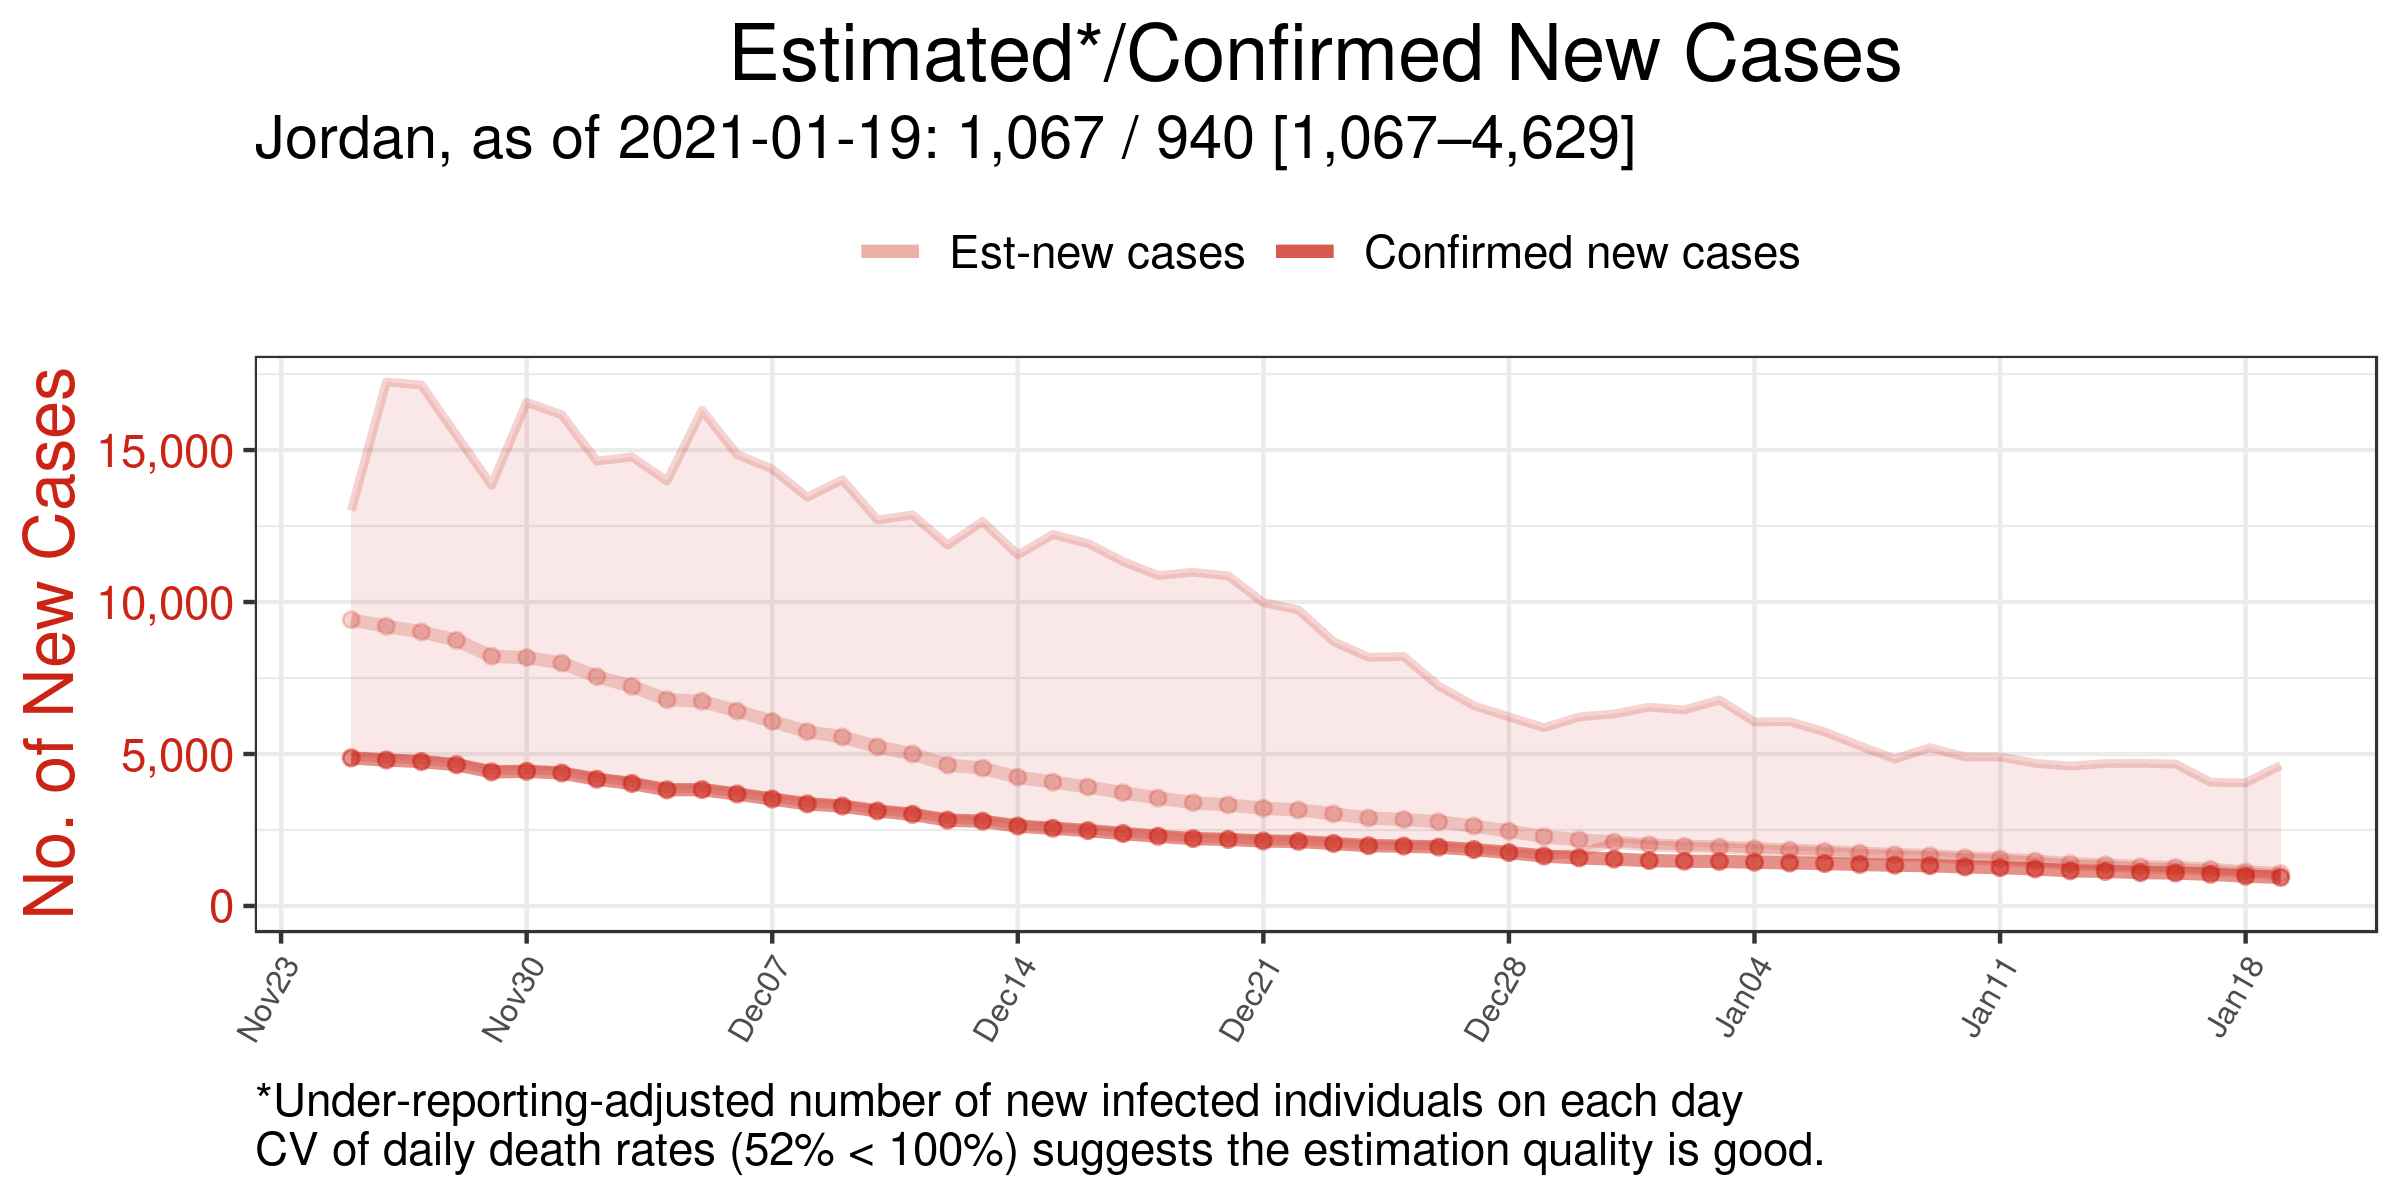 Estimated*/Confirmed New Cases
Jordan, as of 2021-01-19: 1,067 / 940 [1,067–4,629]
Est-new cases
Confirmed new cases
No. of New Cases
15,000
10,000
5,000
0
Nov23
Nov30
Dec07
Dec14
Dec21
Dec28
Jan04
Jan11
Jan18
*Under-reporting-adjusted number of new infected individuals on each day
CV of daily death rates (52% < 100%) suggests the estimation quality is good.